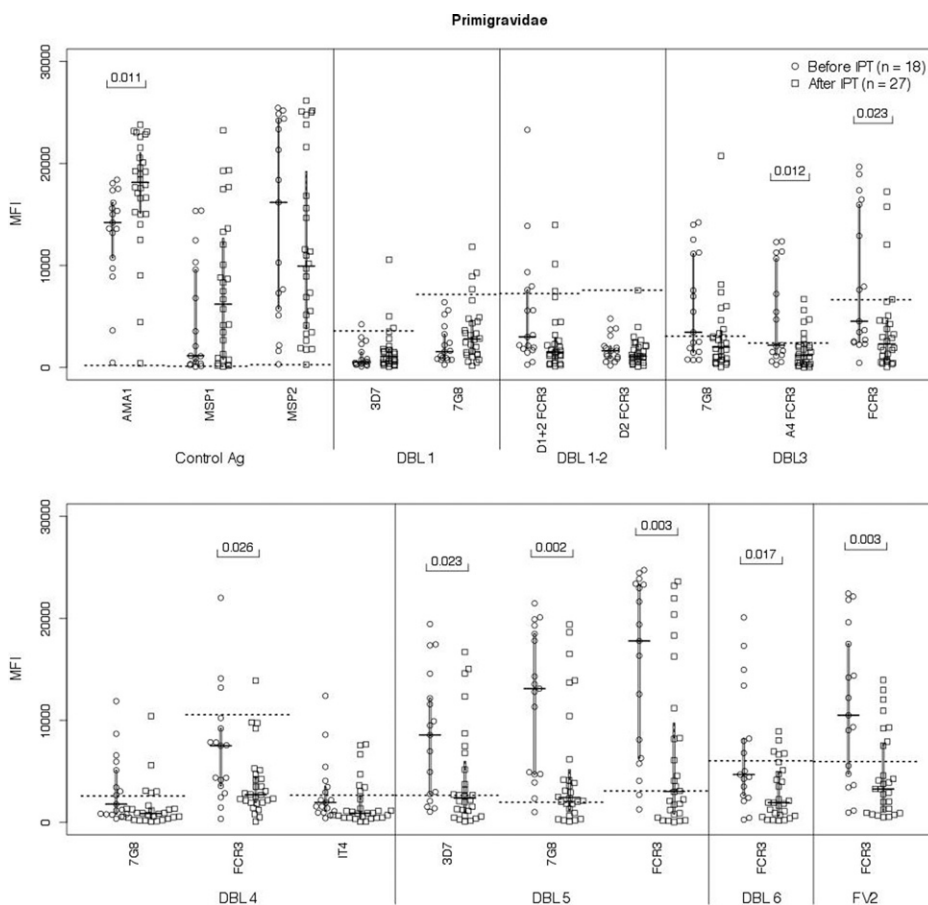 Primigravidae
30000
20000
10000
0
MFI
○ Before IPT (n = 18)
□ After IPT (n = 27)
0.011
0.012
0.023
AMA1
MSP1
MSP2
3D7
7G8
D1+2 FCR3
D2 FCR3
7G8
A4 FCR3
FCR3
Control Ag
DBL 1
DBL 1-2
DBL3
30000
20000
10000
0
MFI
0.026
0.023
0.002
0.003
0.017
0.003
7G8
FCR3
IT4
3D7
7G8
FCR3
FCR3
FCR3
DBL 4
DBL 5
DBL 6
FV2